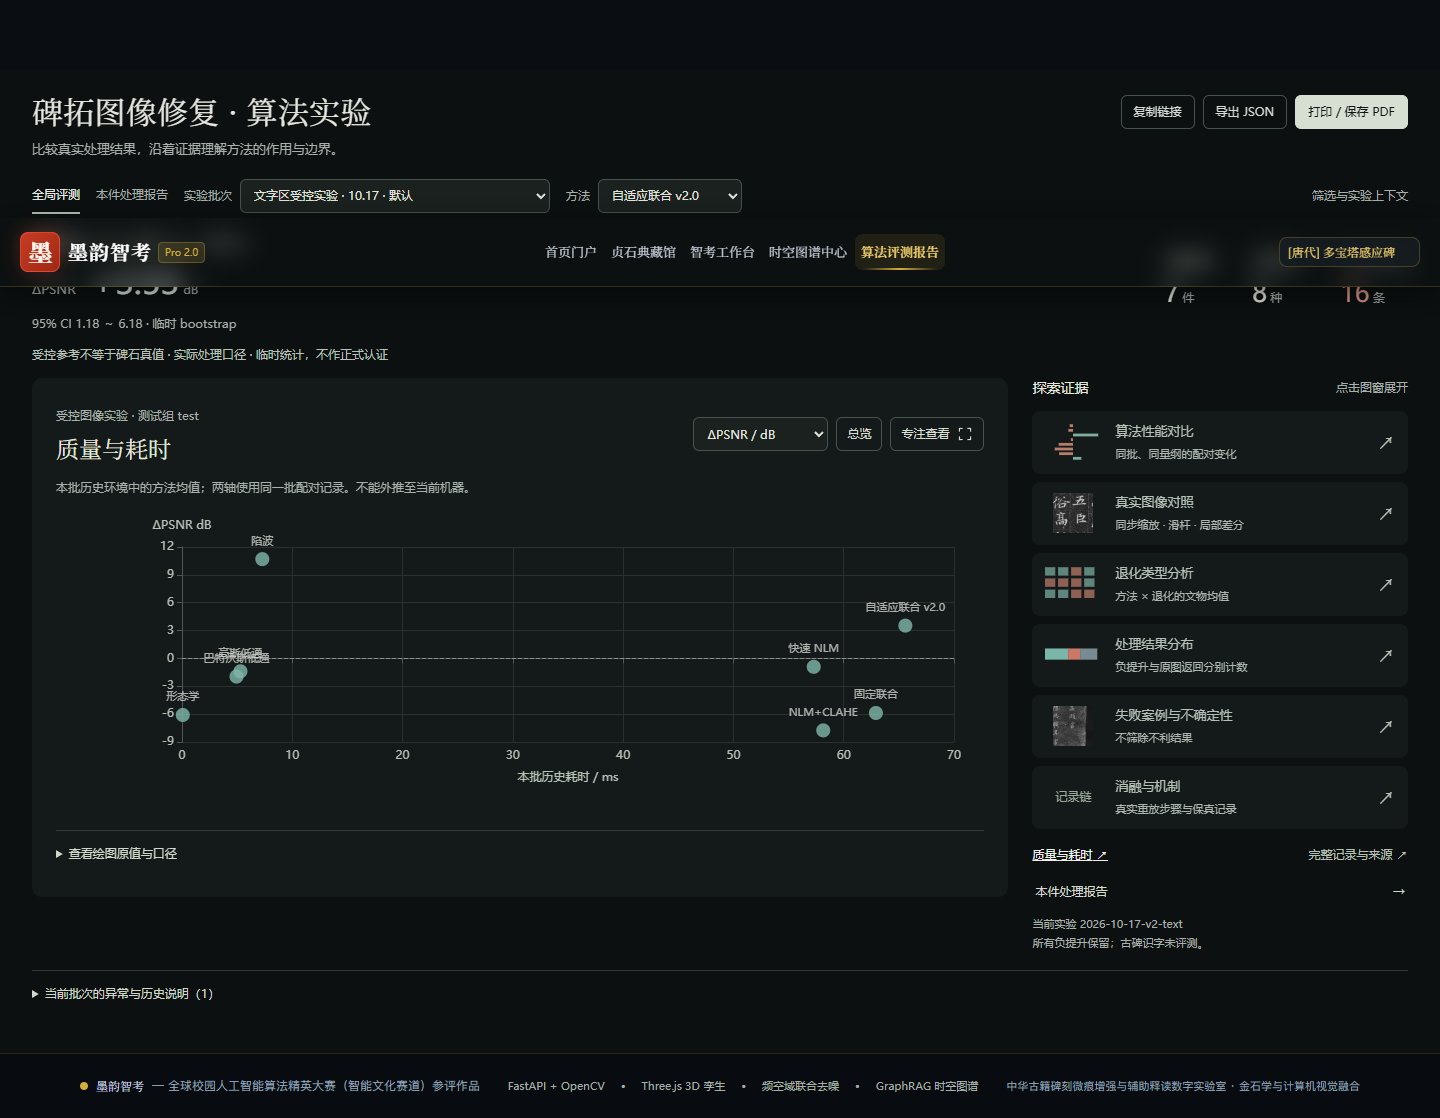 碑拓图像修复 · 算法实验
复制链接
导出 JSON
打印 / 保存 PDF
比较真实处理结果，沿着证据理解方法的作用与边界。
全局评测
本件处理报告
实验批次
文字区受控实验 · 10.17 · 默认
方法
自适应联合 v2.0
筛选与实验上下文
墨
墨韵智考
Pro 2.0
首页门户
贞石典藏馆
智考工作台
时空图谱中心
算法评测报告
[唐代] 多宝塔感应碑
ΔPSNR
dB
7 件
8 种
16 条
95% CI 1.18 ~ 6.18 · 临时 bootstrap
受控参考不等于碑石真值 · 实际处理口径 · 临时统计，不作正式认证
受控图像实验 · 测试组 test
质量与耗时
ΔPSNR / dB
总览
专注查看
本批历史环境中的方法均值；两轴使用同一批配对记录。不能外推至当前机器。
ΔPSNR dB
12
9
6
3
0
-3
-6
-9
陷波
自适应联合 v2.0
快速 NLM
高斯低通
巴特沃斯低通
形态学
固定联合
NLM+CLAHE
0
10
20
30
40
50
60
70
本批历史耗时 / ms
查看绘图原值与口径
探索证据
点击图窗展开
算法性能对比
同批、同量纲的配对变化
真实图像对照
同步缩放 · 滑杆 · 局部差分
退化类型分析
方法 × 退化的文物均值
处理结果分布
负提升与原图返回分别计数
失败案例与不确定性
不筛除不利结果
记录链
消融与机制
真实重放步骤与保真记录
质量与耗时 ↗
完整记录与来源 ↗
本件处理报告
→
当前实验 2026-10-17-v2-text
所有负提升保留；古碑识字未评测。
当前批次的异常与历史说明（1）
墨韵智考 — 全球校园人工智能算法精英大赛（智能文化赛道）参评作品
FastAPI + OpenCV • Three.js 3D 孪生 • 频空域联合去噪 • GraphRAG 时空图谱
中华古籍碑刻微痕增强与辅助释读数字实验室 · 金石学与计算机视觉融合